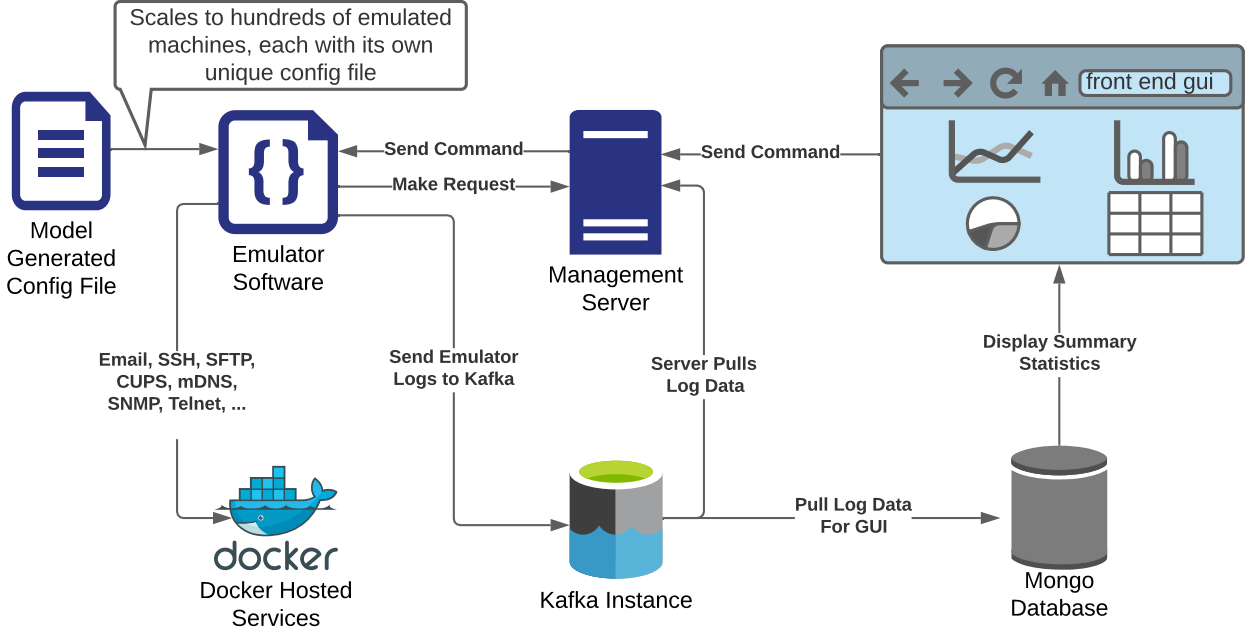 Scales to hundreds of emulated
machines, each with its own
unique config file
front end gui
Send Command
Send Command
Make Request
Model
Generated
Config File
Emulator
Software
Management
Server
Email, SSH, SFTP,
CUPS, mDNS,
SNMP, Telnet, ...
Send Emulator
Logs to Kafka
Server Pulls
Log Data
Display Summary
Statistics
Pull Log Data
For GUI
docker
Docker Hosted
Services
Kafka Instance
Mongo
Database